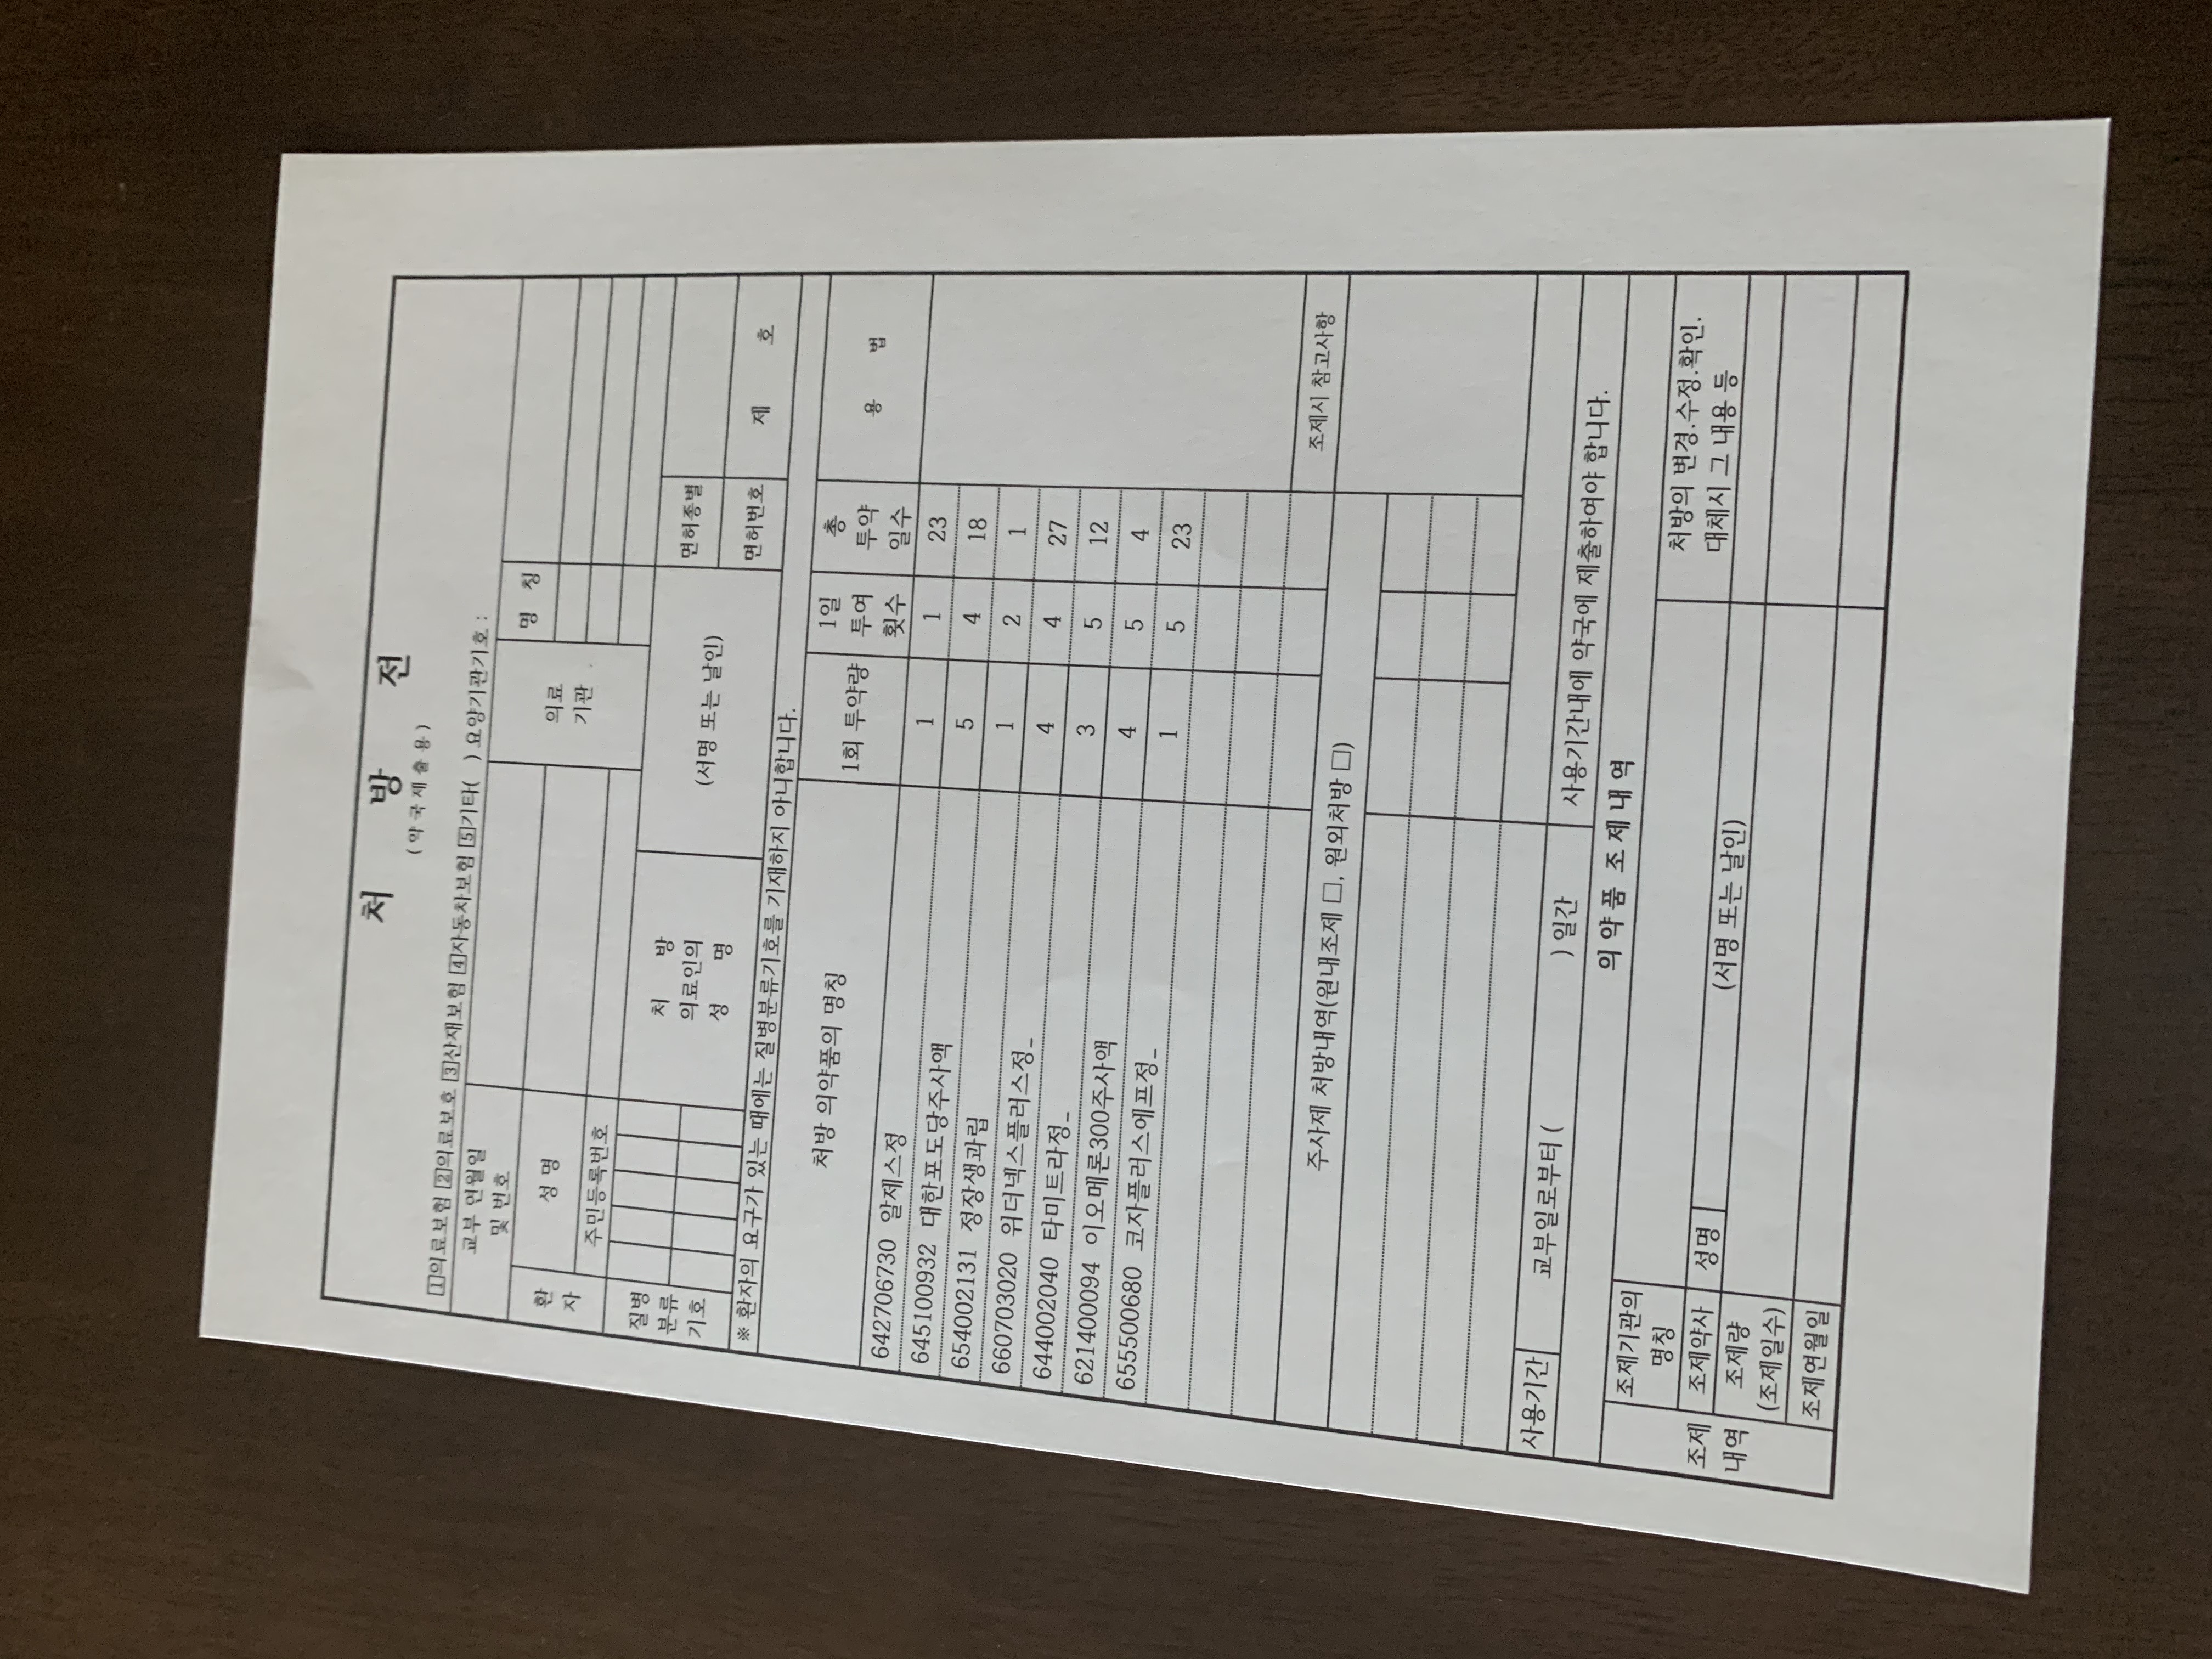 처 방 전
(약국제출용)
1의료보험 2의료보호 3산재보험 4자동차보험 5기타( ) 요양기관기호 :
교부 연월일
및 번호
환
자
성 명
주민등록번호
의료
기관
명 칭
질병
분류
기호
처 방
의료인의
성 명
(서명 또는 날인)
면허종별
면허번호
제 호
※ 환자의 요구가 있는 때에는 질병분류기호를 기재하지 아니합니다.
처방 의약품의 명칭
1회 투약량
1일
투여
횟수
총
투약
일수
용 법
642706730 알제스정 1 1 23
645100932 대한포도당주사액 5 4 18
654002131 정장생과립 1 2 1
660703020 위더넥스플러스정_ 4 4 27
644002040 타미트라정_ 3 5 12
621400094 이오메론300주사액 4 5 4
655500680 코자플러스에프정_ 1 5 23
주사제 처방내역(원내조제 □, 원외처방 □)
조제시 참고사항
사용기간
교부일로부터 ( ) 일간
사용기간내에 약국에 제출하여야 합니다.
의약품 조제내역
조제
내역
조제기관의
명칭
처방의 변경.수정.확인.
대체시 그 내용 등
조제약사
성명
(서명 또는 날인)
조제량
(조제일수)
조제연월일